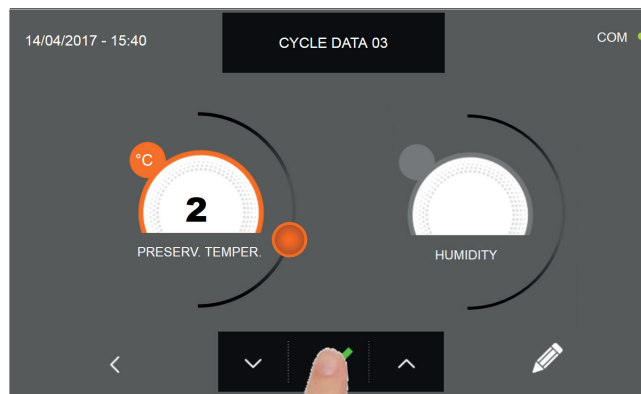 14/04/2017 - 15:40
CYCLE DATA 03
COM
°C
2
PRESERV. TEMPER.
HUMIDITY